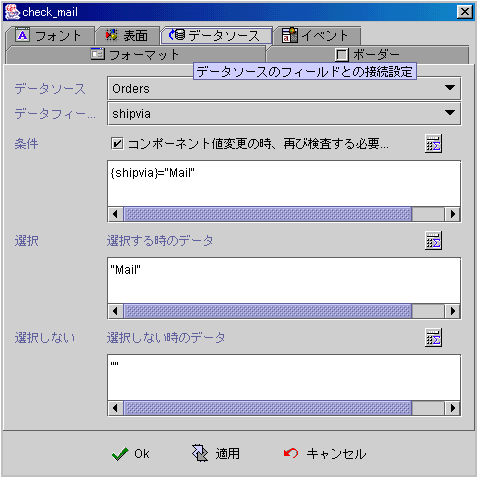 check_mail
フォント 表面 データソース イベント
フォーマット ボーダー
データソースのフィールドとの接続設定
データソース Orders
データフィー... shipvia
条件 コンポーネント値変更の時、再び検査する必要...
{shipvia}="Mail"
選択 選択する時のデータ
"Mail"
選択しない 選択しない時のデータ
""
Ok 適用 キャンセル